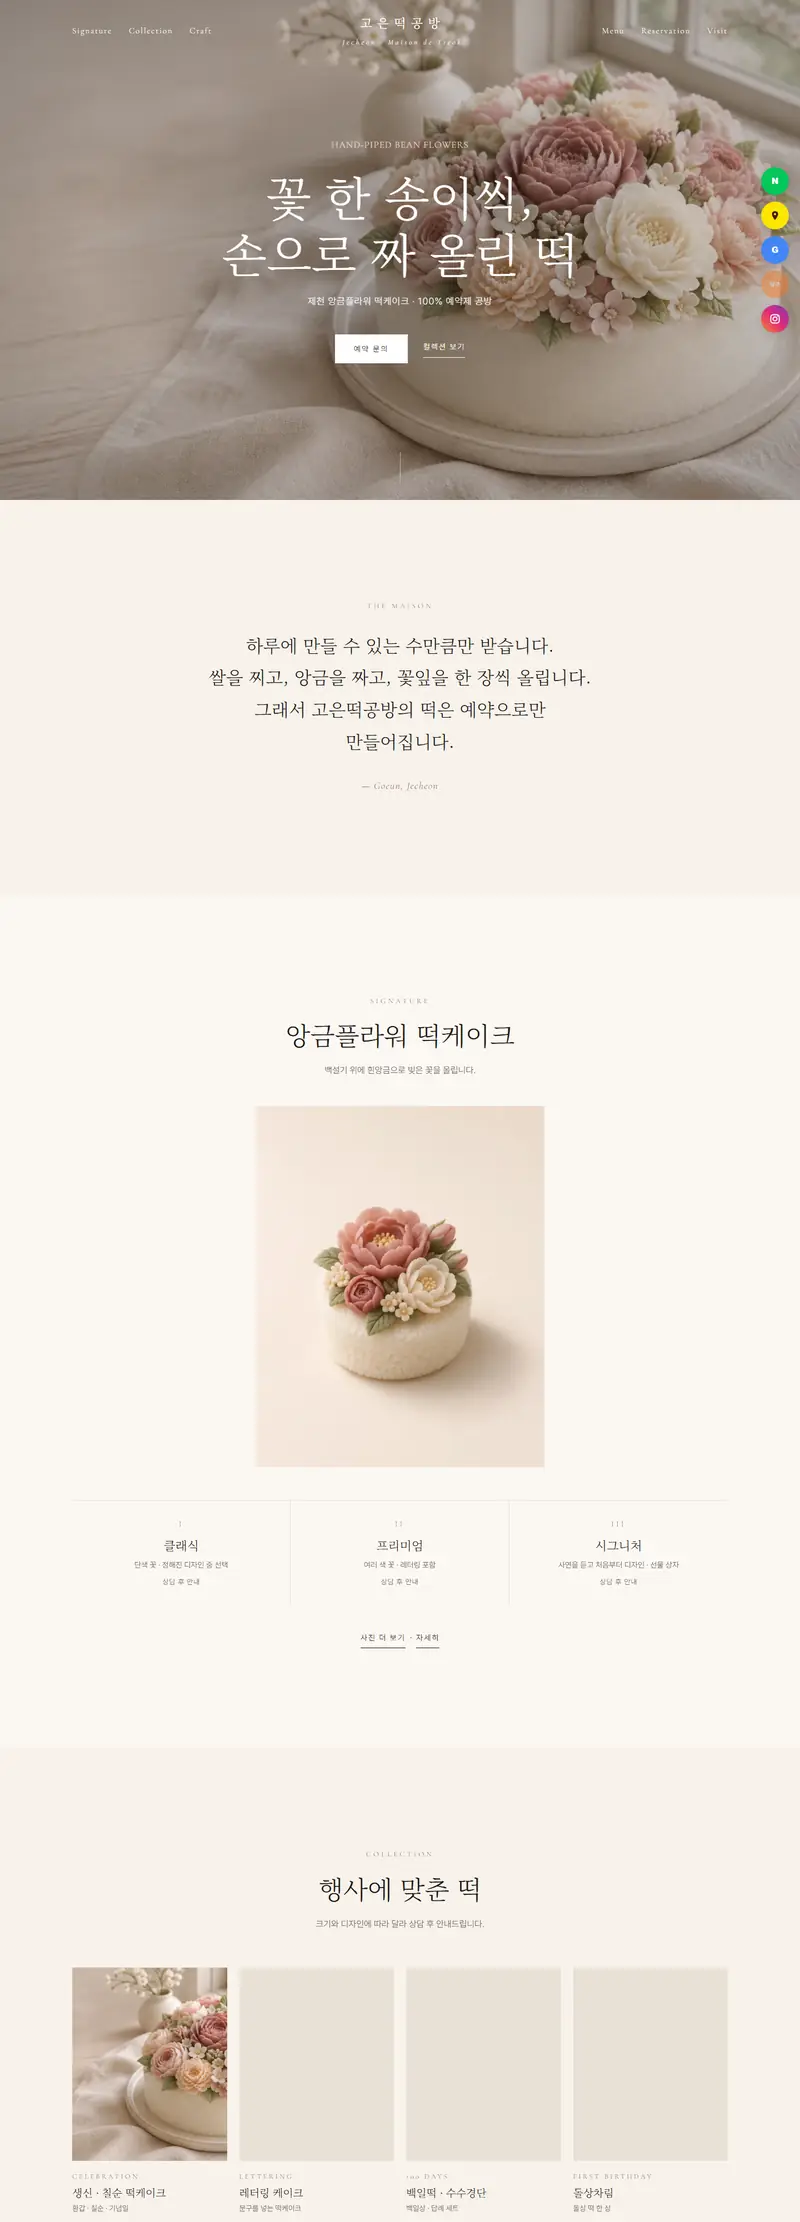 Signature Collection Craft
고은떡공방
Jecheon · Maison de Tteok
Menu Reservation Visit
HAND-PIPED BEAN FLOWERS
꽃 한 송이씩,
손으로 짜 올린 떡
제천 앙금플라워 떡케이크 · 100% 예약제 공방
예약 문의
컬렉션 보기
N
G
THE MAISON
하루에 만들 수 있는 수만큼만 받습니다.
쌀을 찌고, 앙금을 짜고, 꽃잎을 한 장씩 올립니다.
그래서 고은떡공방의 떡은 예약으로만
만들어집니다.
— Goeun, Jecheon
SIGNATURE
앙금플라워 떡케이크
백설기 위에 흰앙금으로 빚은 꽃을 올립니다.
I
클래식
단색 꽃 · 정해진 디자인 중 선택
상담 후 안내
II
프리미엄
여러 색 꽃 · 레터링 포함
상담 후 안내
III
시그니처
사연을 듣고 처음부터 디자인 · 선물 상자
상담 후 안내
사진 더 보기 · 자세히
COLLECTION
행사에 맞춘 떡
크기와 디자인에 따라 달라 상담 후 안내드립니다.
CELEBRATION
생신 · 칠순 떡케이크
환갑 · 칠순 · 기념일
LETTERING
레터링 케이크
문구를 넣는 떡케이크
100 DAYS
백일떡 · 수수경단
백일상 · 답례 세트
FIRST BIRTHDAY
돌상차림
돌상 떡 한 상